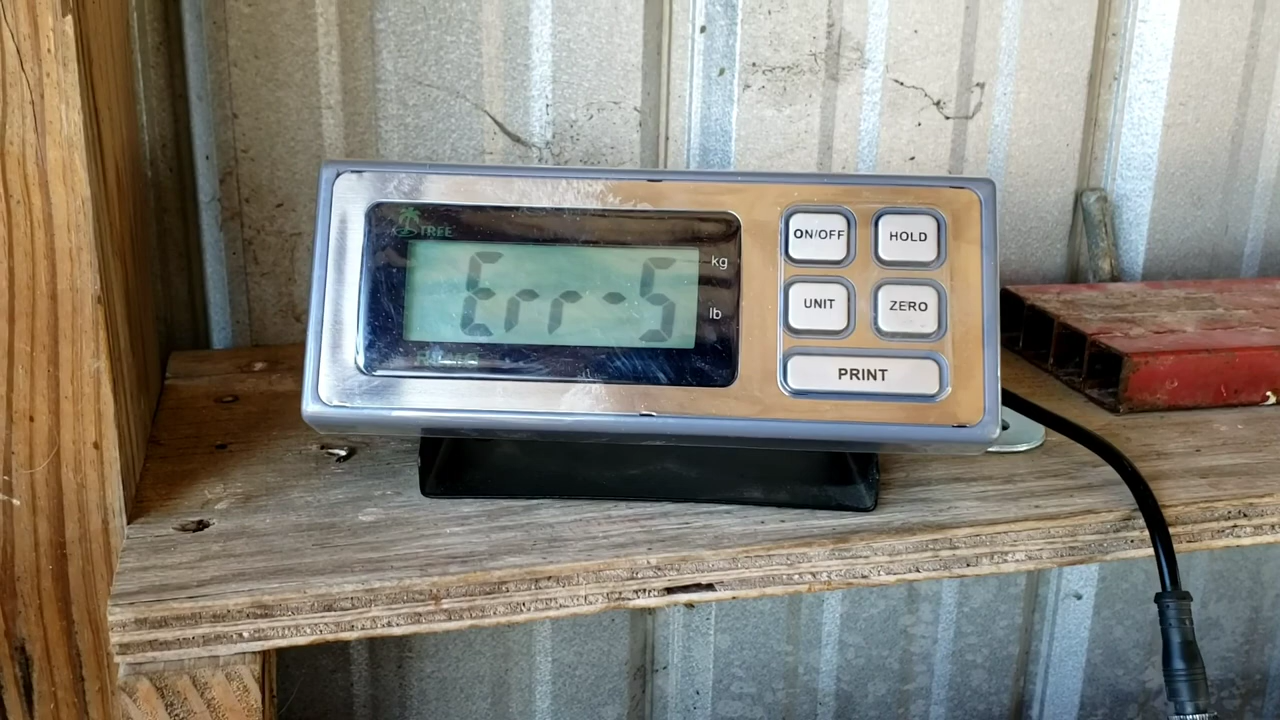 TREE
Err-5
kg
lb
ON/OFF
HOLD
UNIT
ZERO
PRINT